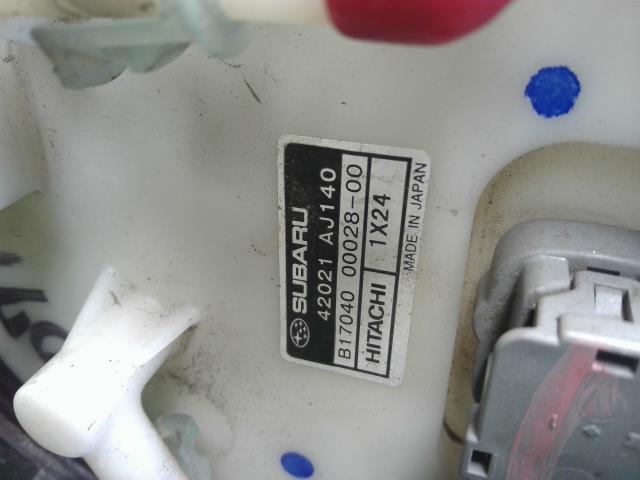 SUBARU
42021 AJ140
B17040 00028-00
HITACHI 1X24
MADE IN JAPAN